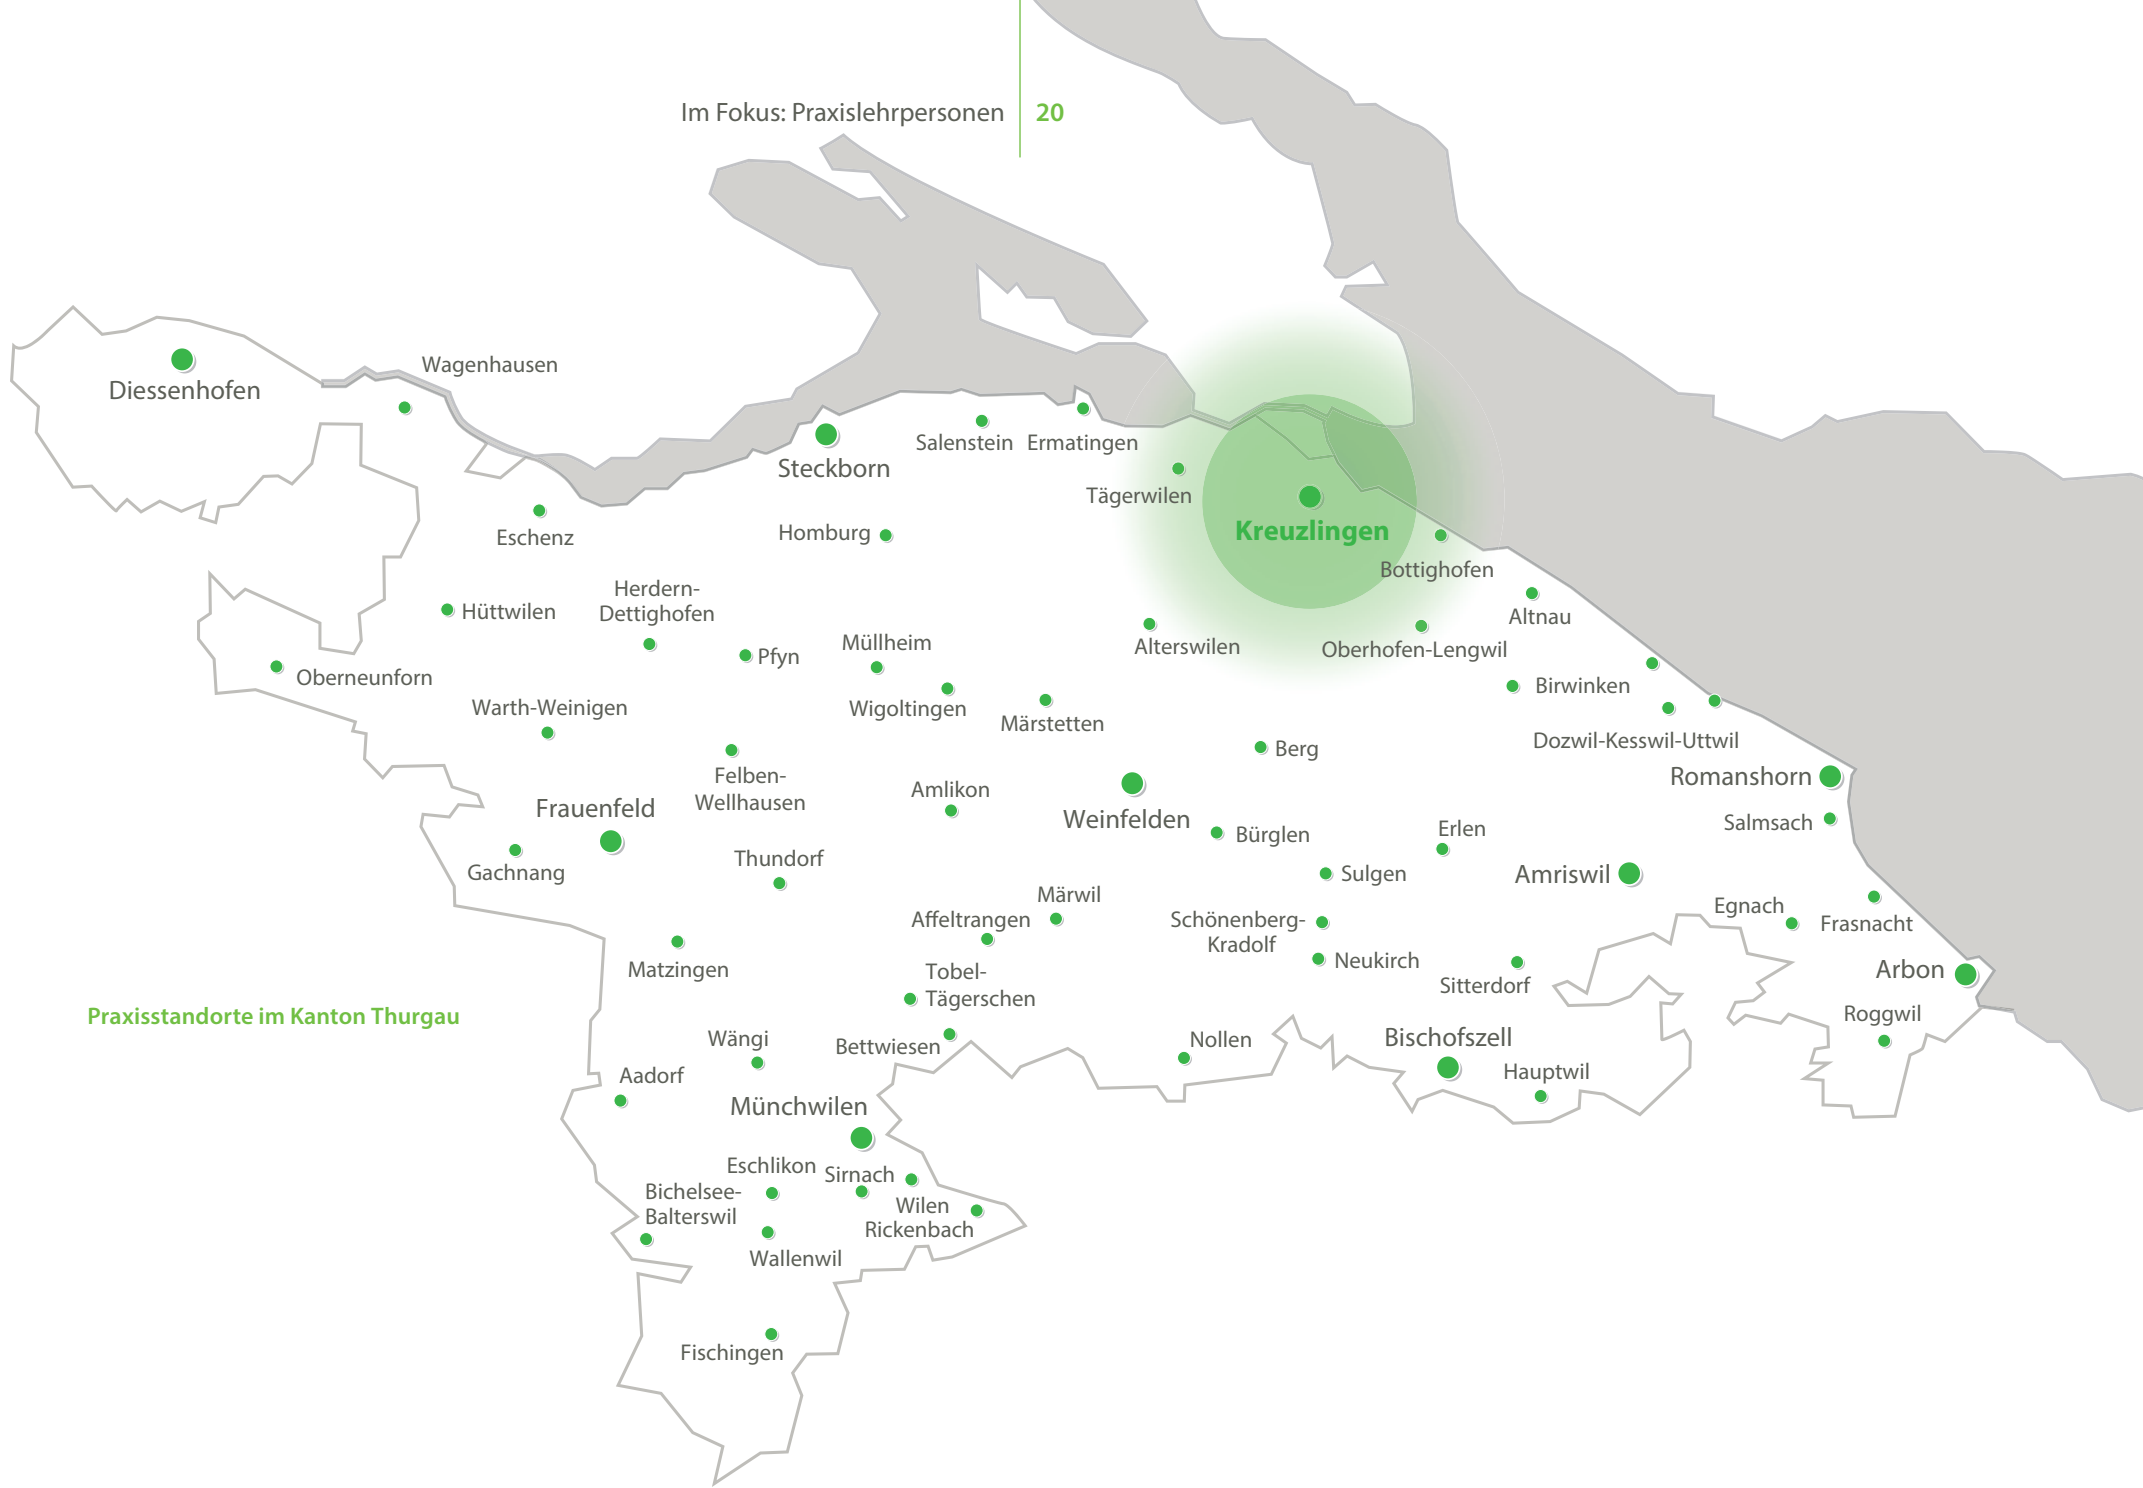 Im Fokus: Praxislehrpersonen
20
Wagenhausen
Diessenhofen
Salenstein
Ermatingen
Steckborn
Tägerwilen
Homburg
Kreuzlingen
Eschenz
Bottighofen
Herdern-
Dettighofen
Hüttwilen
Altnau
Müllheim
Alterswilen
Oberhofen-Lengwil
Pfyn
Oberneunforn
Birwinken
Warth-Weinigen
Wigoltingen
Märstetten
Dozwil-Kesswil-Uttwil
Berg
Felben-
Wellhausen
Romanshorn
Amlikon
Frauenfeld
Weinfelden
Salmsach
Erlen
Bürglen
Thundorf
Gachnang
Sulgen
Amriswil
Märwil
Egnach
Affeltrangen
Schönenberg-
Kradolf
Frasnacht
Matzingen
Neukirch
Arbon
Tobel-
Tägerschen
Sitterdorf
Praxisstandorte im Kanton Thurgau
Roggwil
Wängi
Bettwiesen
Nollen
Bischofszell
Aadorf
Hauptwil
Münchwilen
Eschlikon
Sirnach
Bichelsee-
Balterswil
Wilen
Rickenbach
Wallenwil
Fischingen